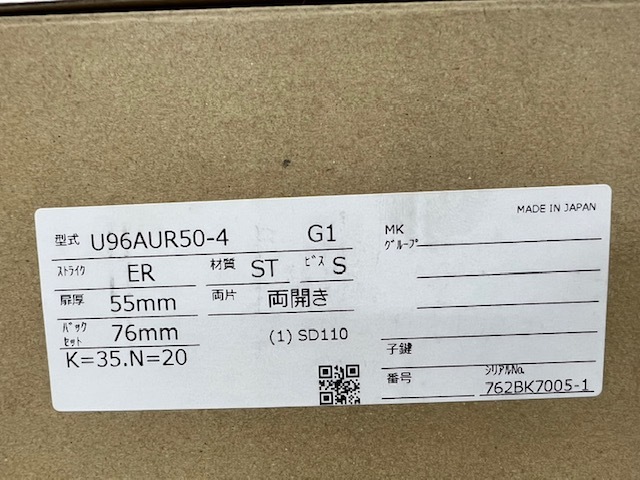 型式 U96AUR50-4 G1
ストライク ER 材質 ST ビス S
扉厚 55mm 両片 両開き
バックセット 76mm (1) SD110
K=35.N=20
MADE IN JAPAN
MK
グループ
子鍵
番号
シリアルNo.
762BK7005-1